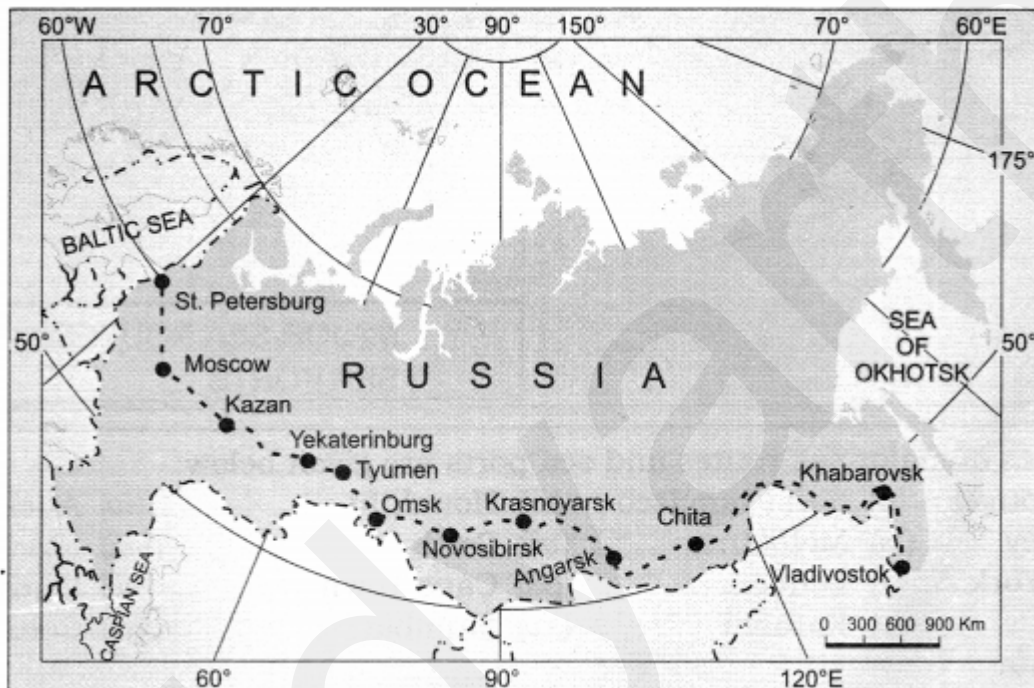 60°W 70° 30° 90° 150° 70° 60°E
ARCTIC OCEAN
175°
BALTIC SEA
St. Petersburg
50°
SEA
OF
OKHOTSK
50°
Moscow
RUSSIA
Kazan
Yekaterinburg
Tyumen
Khabarovsk
Omsk
Krasnoyarsk
Chita
Novosibirsk
Angarsk
Vladivostok
CASPIAN SEA
0 300 600 900 Km
60° 90° 120°E